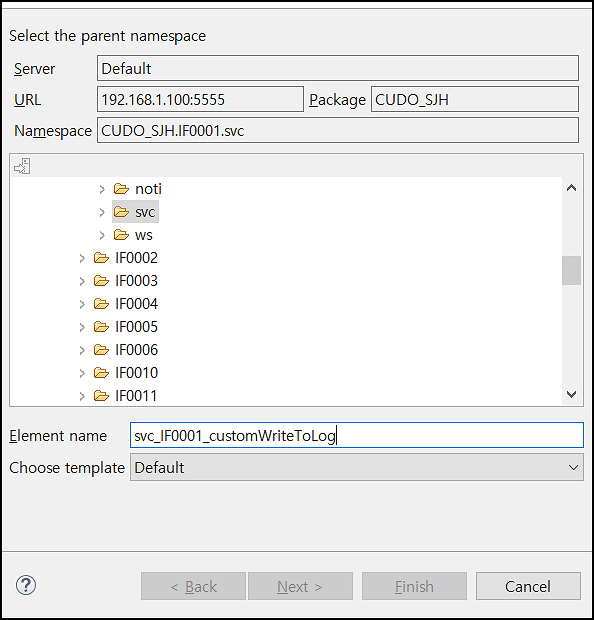 Select the parent namespace
Server Default
URL 192.168.1.100:5555 Package CUDO_SJH
Namespace CUDO_SJH.IF0001.svc
noti
svc
ws
IF0002
IF0003
IF0004
IF0005
IF0006
IF0010
IF0011
Element name svc_IF0001_customWriteToLog
Choose template Default
? < Back Next > Finish Cancel